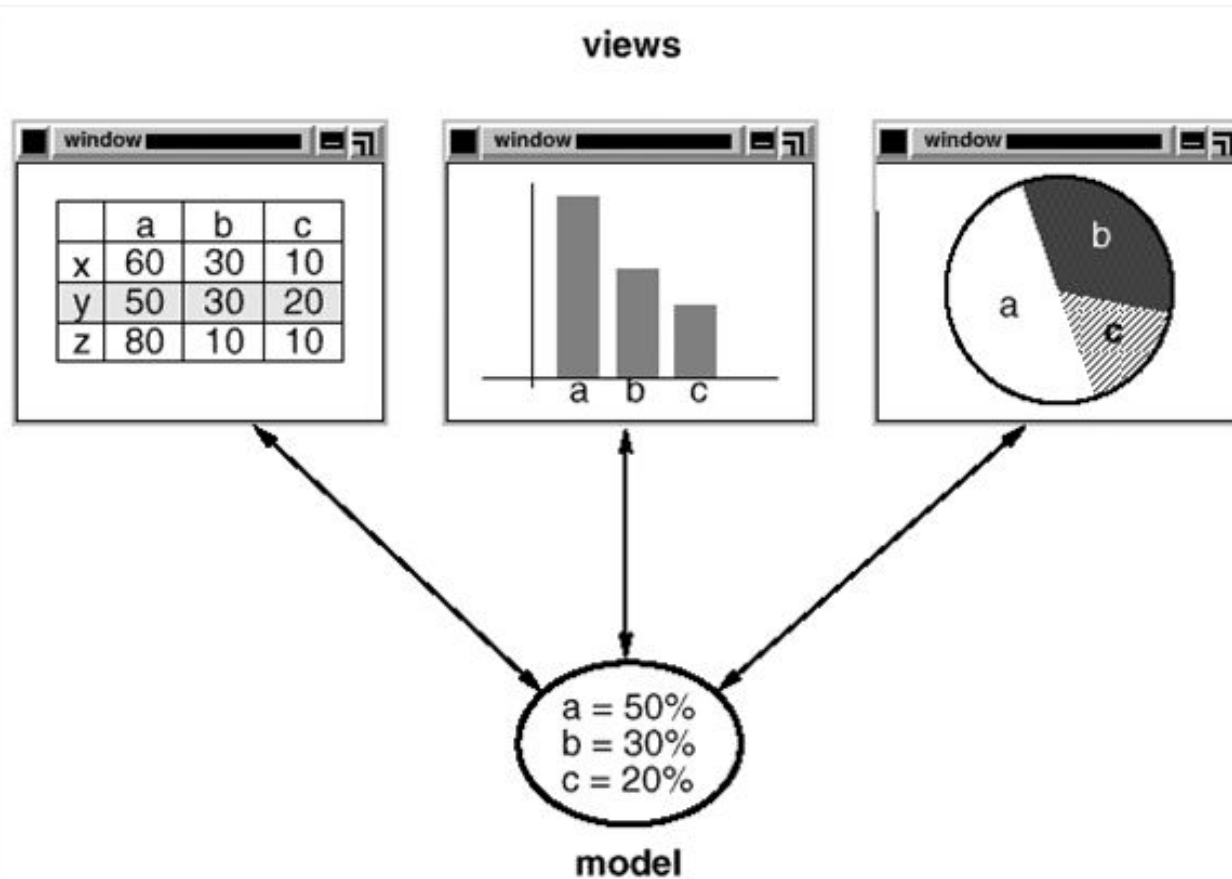 views
window
a b c
x 60 30 10
y 50 30 20
z 80 10 10
window
a b c
window
b
a
c
a = 50%
b = 30%
c = 20%
model